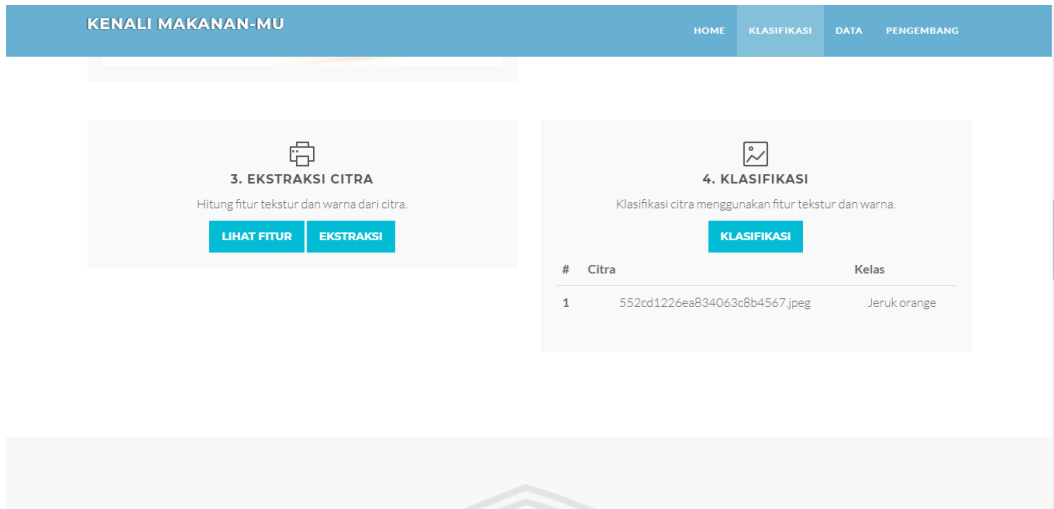 KENALI MAKANAN-MU
HOME KLASIFIKASI DATA PENGEMBANG
3. EKSTRAKSI CITRA
Hitung fitur tekstur dan warna dari citra.
LIHAT FITUR EKSTRAKSI
4. KLASIFIKASI
Klasifikasi citra menggunakan fitur tekstur dan warna.
KLASIFIKASI
# Citra Kelas
1 552cd1226ea834063c8b4567.jpeg Jeruk orange